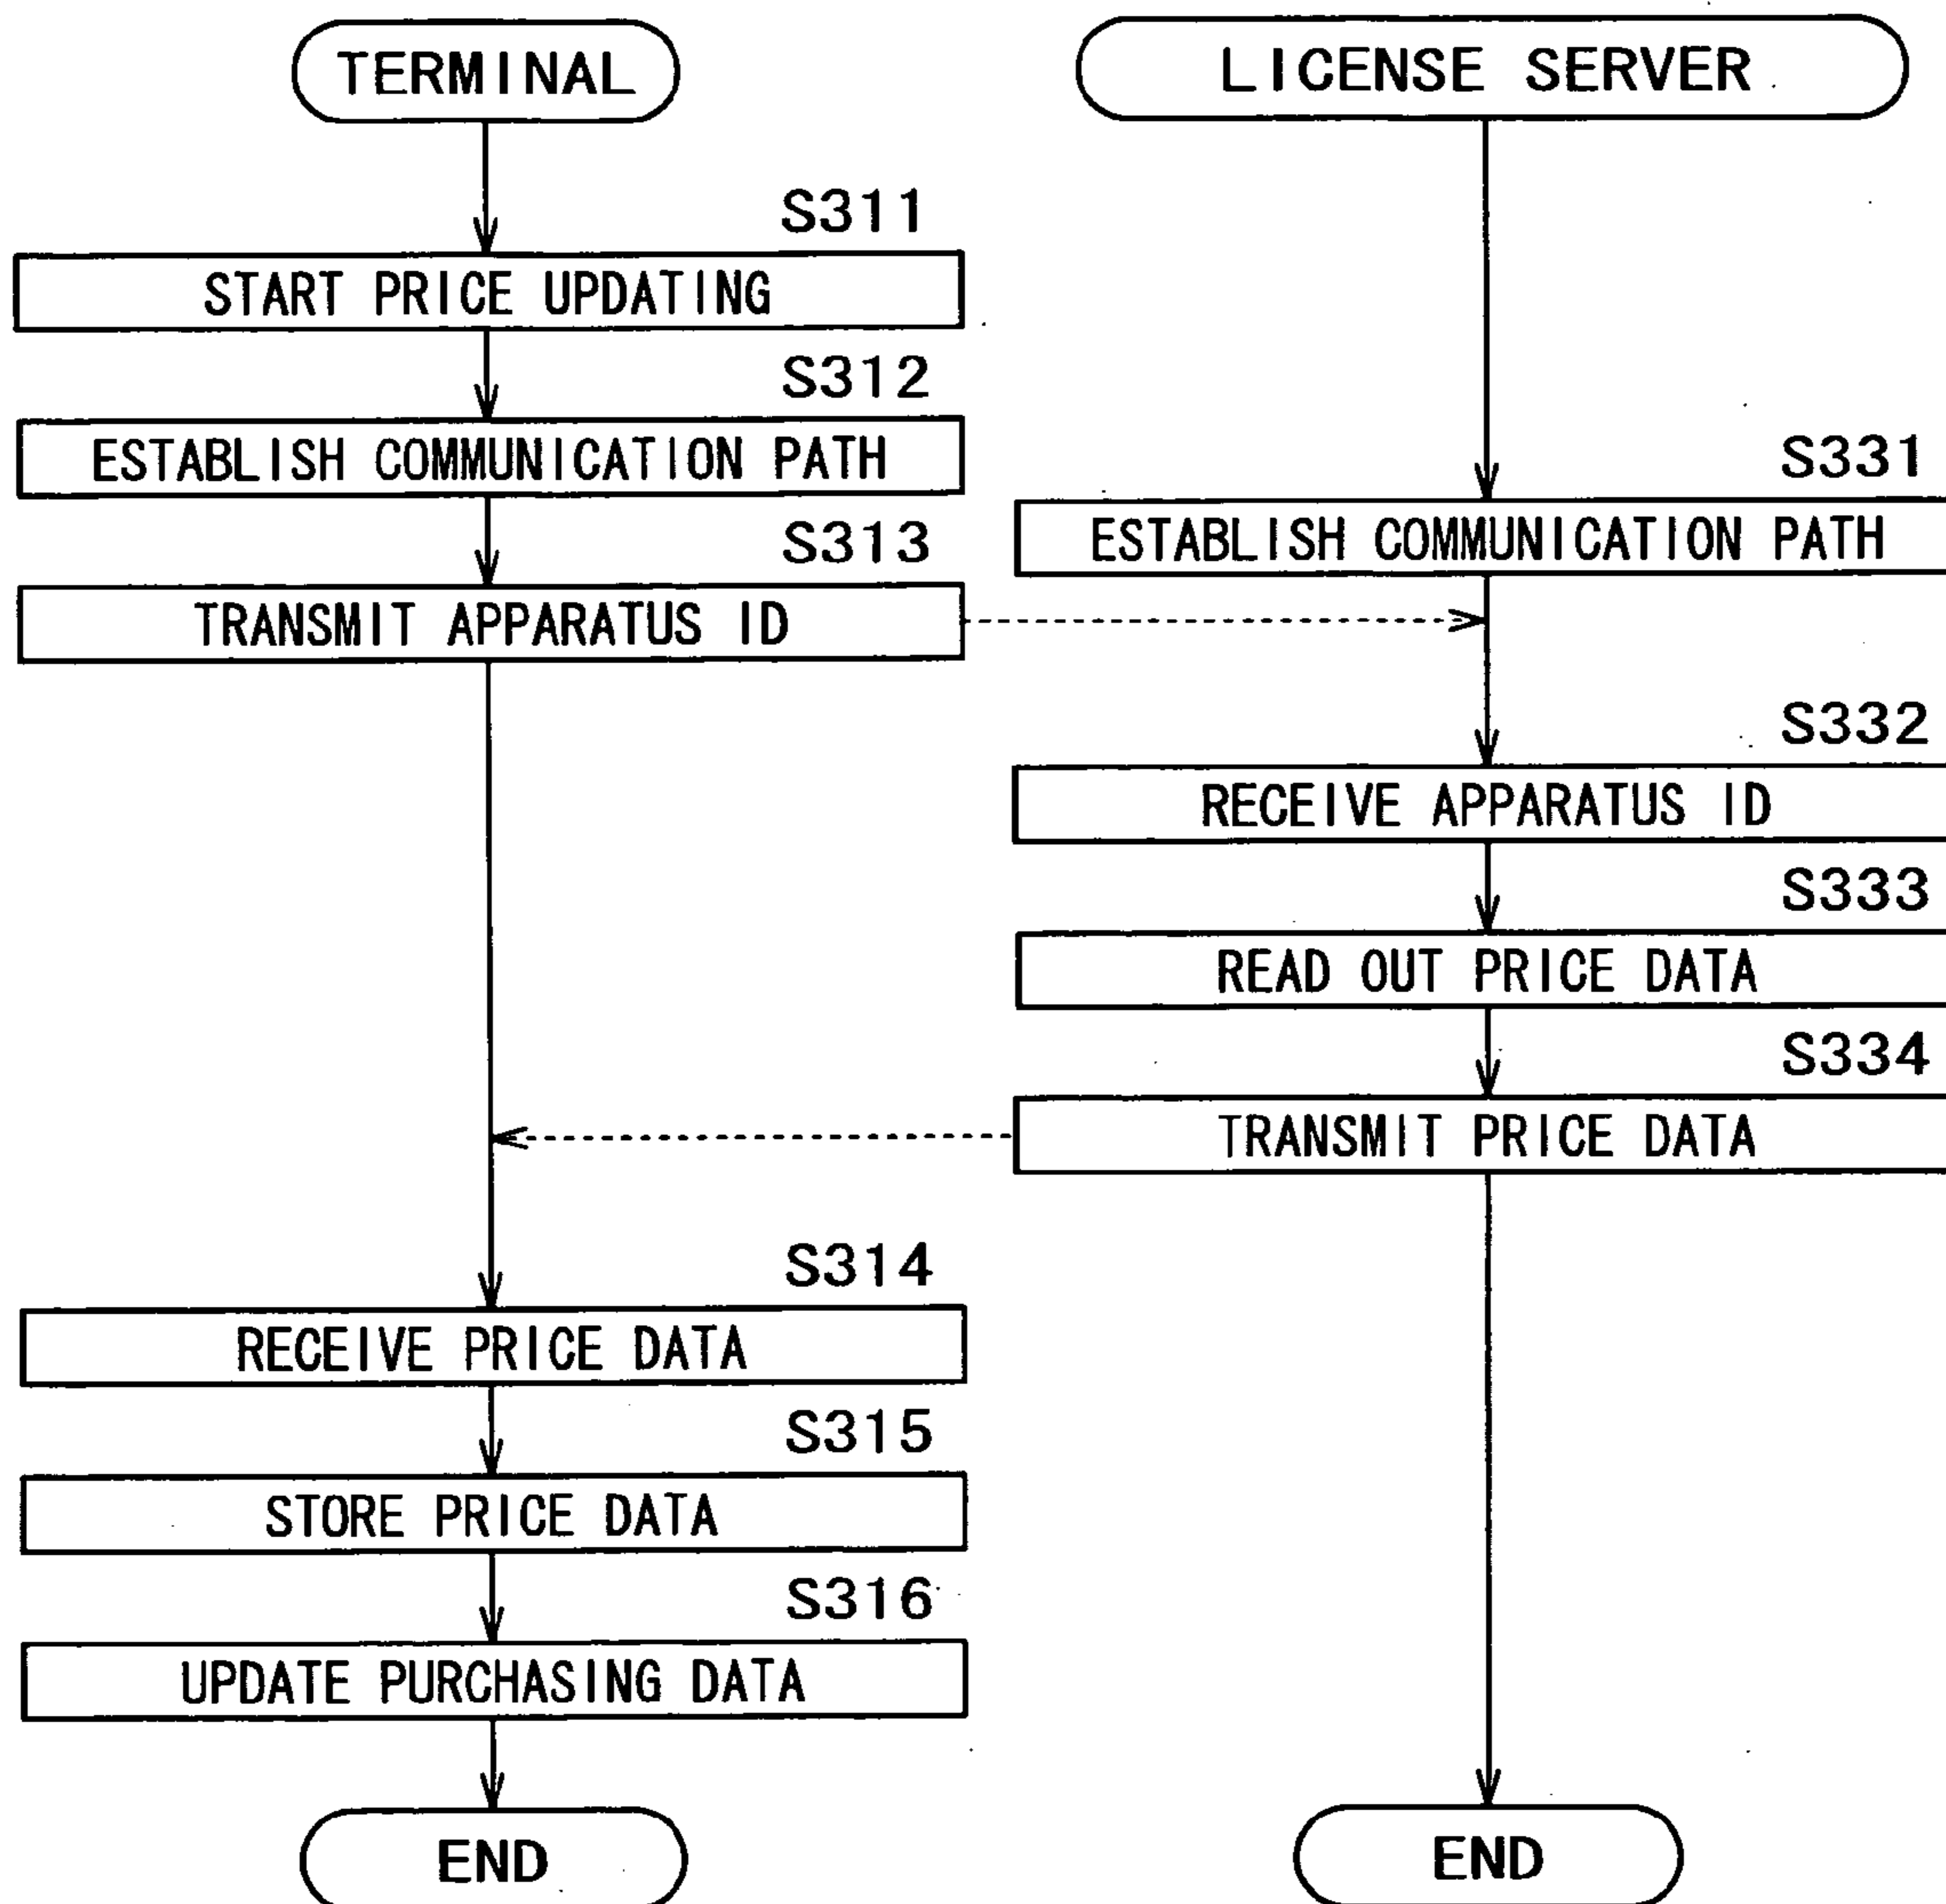 TERMINAL
S311
START PRICE UPDATING
S312
ESTABLISH COMMUNICATION PATH
S313
TRANSMIT APPARATUS ID
S314
RECEIVE PRICE DATA
S315
STORE PRICE DATA
S316
UPDATE PURCHASING DATA
END
LICENSE SERVER
S331
ESTABLISH COMMUNICATION PATH
S332
RECEIVE APPARATUS ID
S333
READ OUT PRICE DATA
S334
TRANSMIT PRICE DATA
END